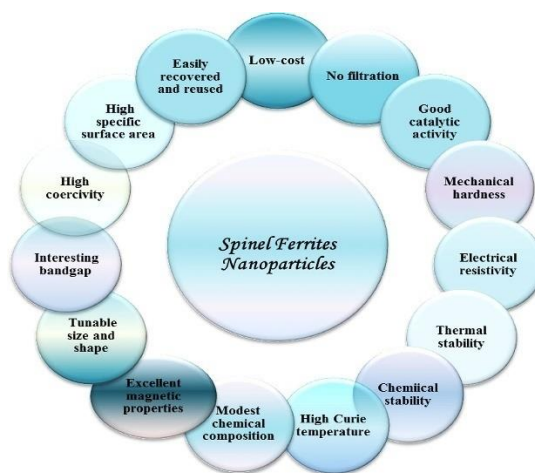 Low-cost
No filtration
Good
catalytic
activity
Mechanical
hardness
Electrical
resistivity
Thermal
stability
Chemiical
stability
High Curie
temperature
Modest
chemical
composition
Excellent
magnetic
properties
Tunable
size and
shape
Interesting
bandgap
High
coercivity
High
specific
surface area
Easily
recovered
and reused
Spinel Ferrites
Nanoparticles